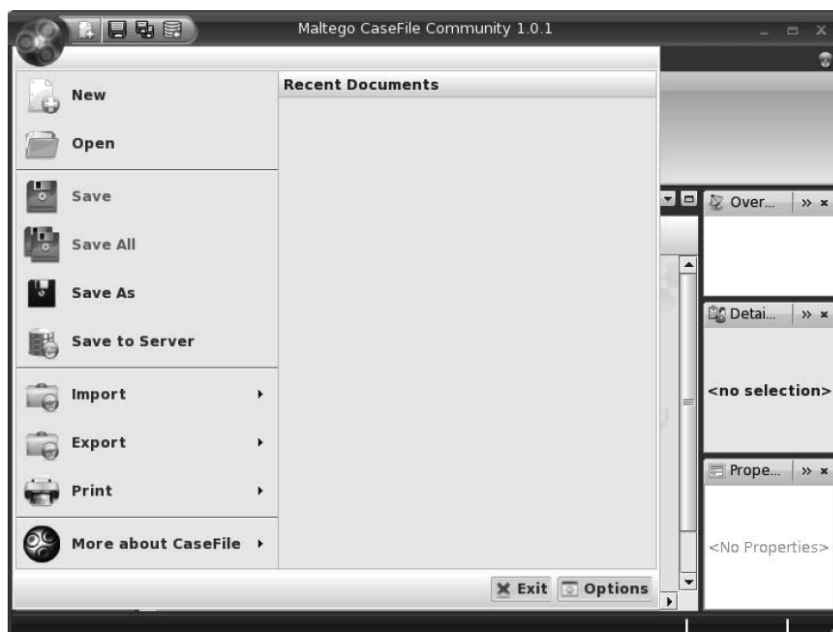 Maltego CaseFile Community 1.0.1
New
Open
Save
Save All
Save As
Save to Server
Import
Export
Print
More about CaseFile
Recent Documents
Exit
Options
Over...
Detai...
<no selection>
Prope...
<No Properties>